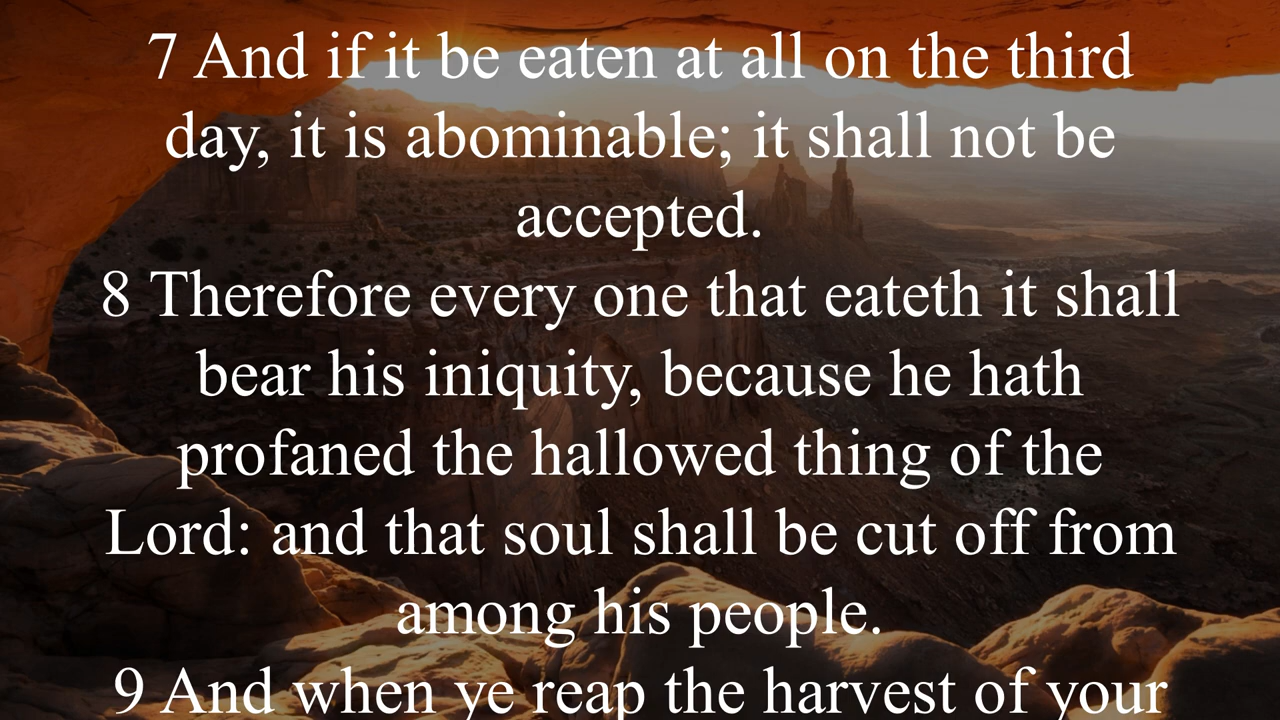 7 And if it be eaten at all on the third
day, it is abominable; it shall not be
accepted.
8 Therefore every one that eateth it shall
bear his iniquity, because he hath
profaned the hallowed thing of the
Lord: and that soul shall be cut off from
among his people.
9 And when ye reap the harvest of your